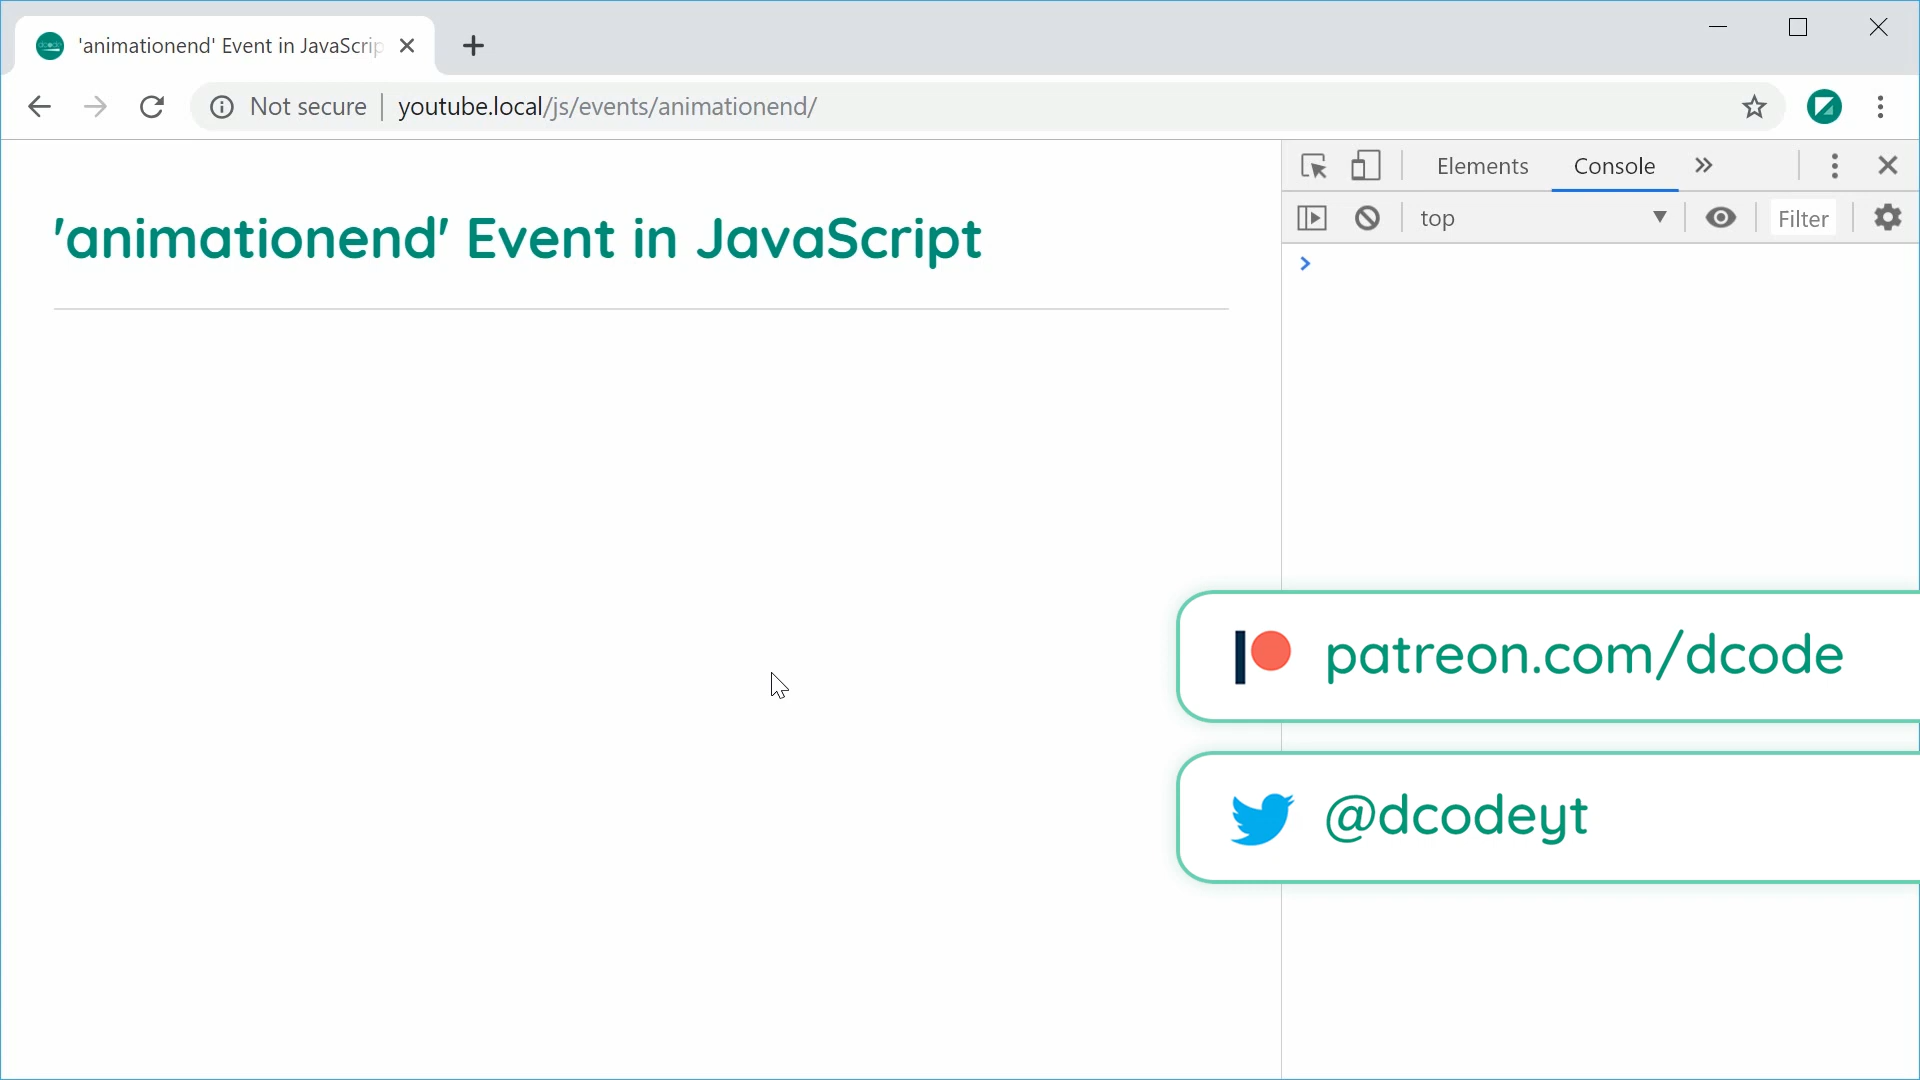 'animationend' Event in JavaScrip
Not secure | youtube.local/js/events/animationend/
Elements Console
top Filter
'animationend' Event in JavaScript
patreon.com/dcode
@dcodeyt